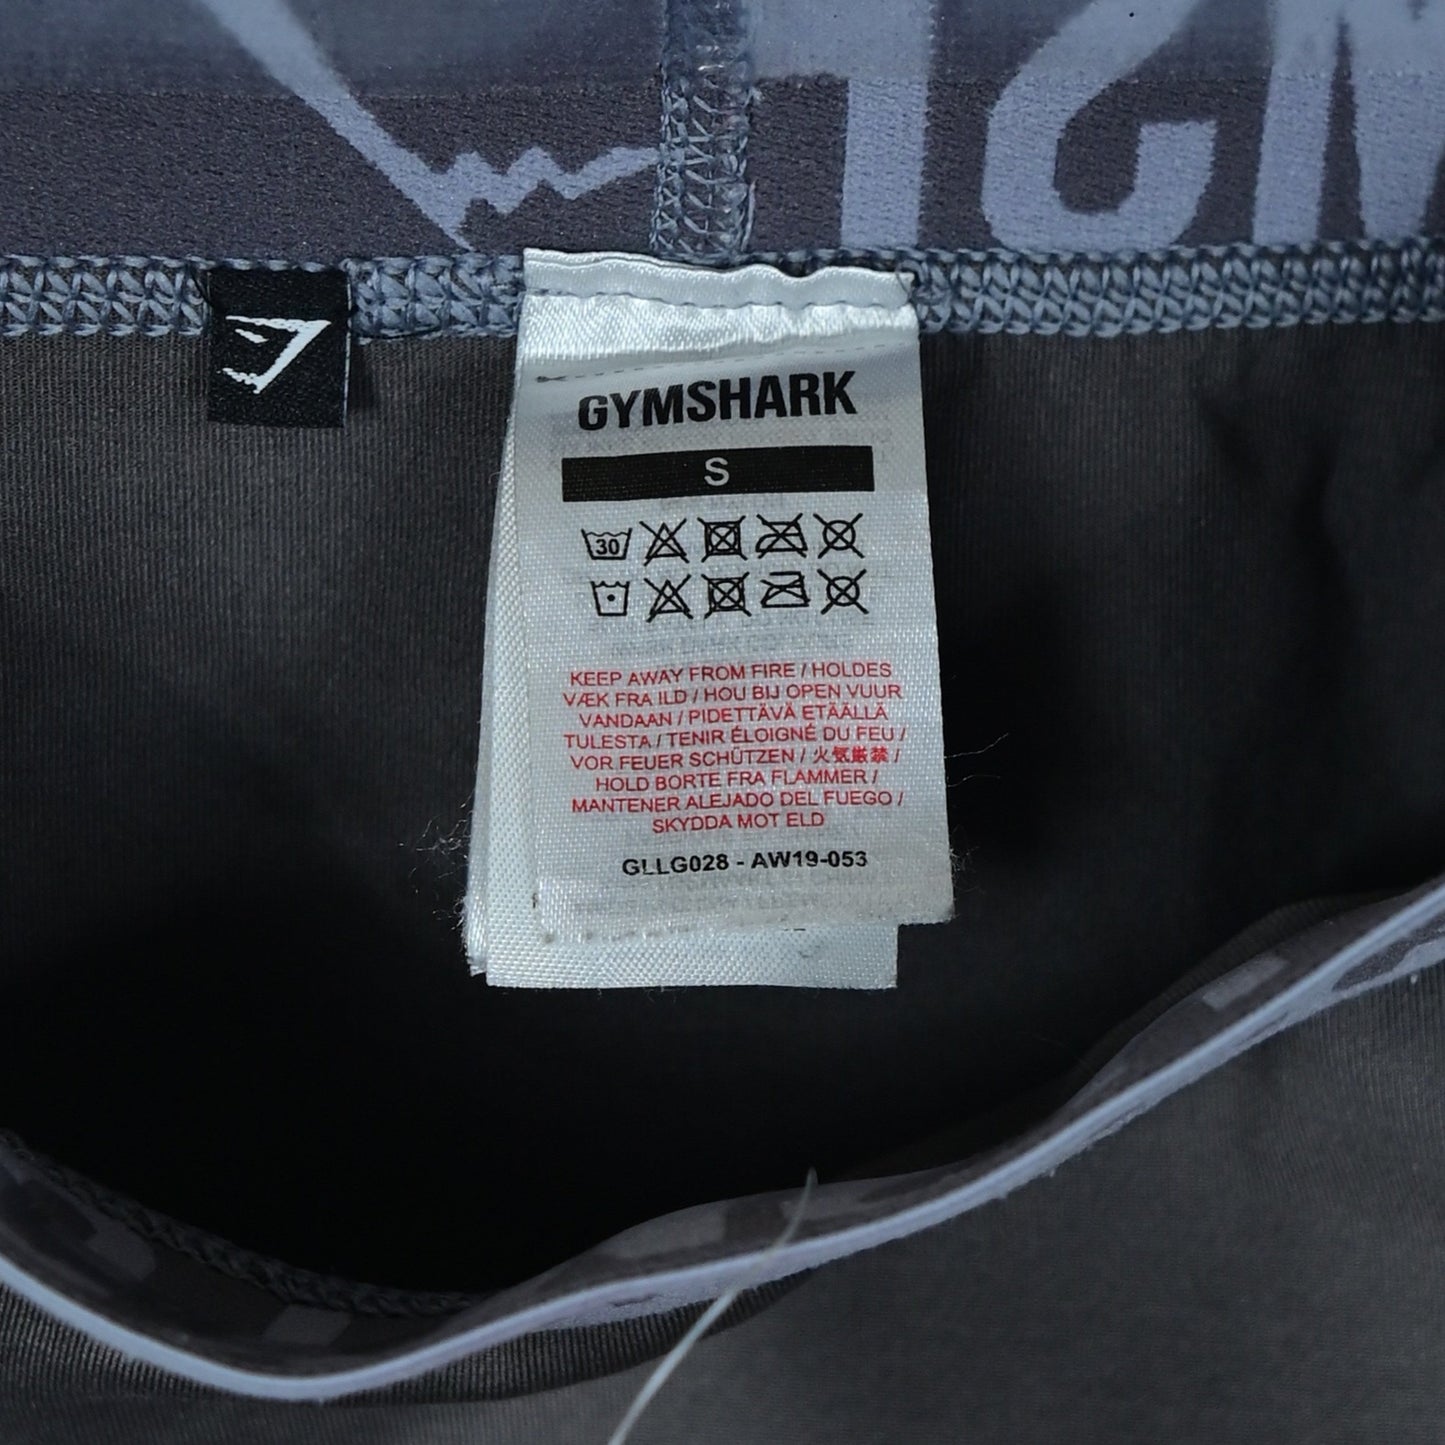 GYMSHARK
S
30
KEEP AWAY FROM FIRE / HOLDES
VÆK FRA ILD / HOU BIJ OPEN VUUR
VANDAAN / PIDETTÄVÄ ETÄÄLLÄ
TULESTA / TENIR ÉLOIGNÉ DU FEU /
VOR FEUER SCHÜTZEN / 火気厳禁 /
HOLD BORTE FRA FLAMMER /
MANTENER ALEJADO DEL FUEGO /
SKYDDA MOT ELD
GLLG028 - AW19-053